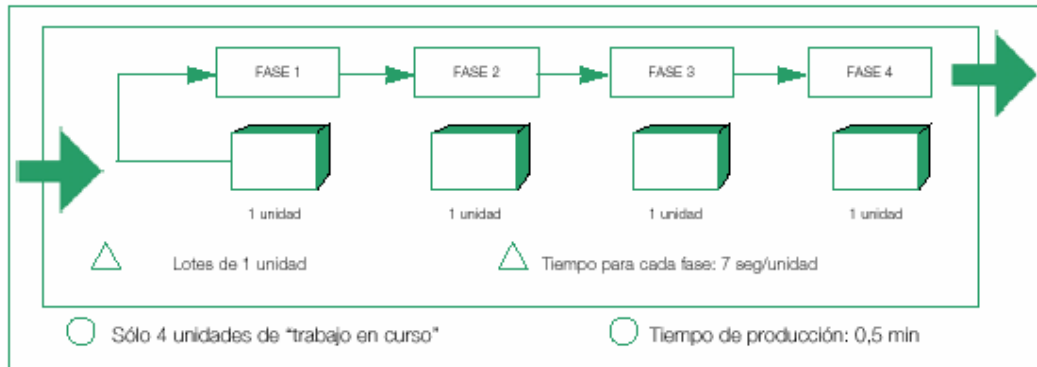 FASE 1 FASE 2 FASE 3 FASE 4
1 unidad 1 unidad 1 unidad 1 unidad
Lotes de 1 unidad Tiempo para cada fase: 7 seg/unidad
Sólo 4 unidades de "trabajo en curso" Tiempo de producción: 0,5 min